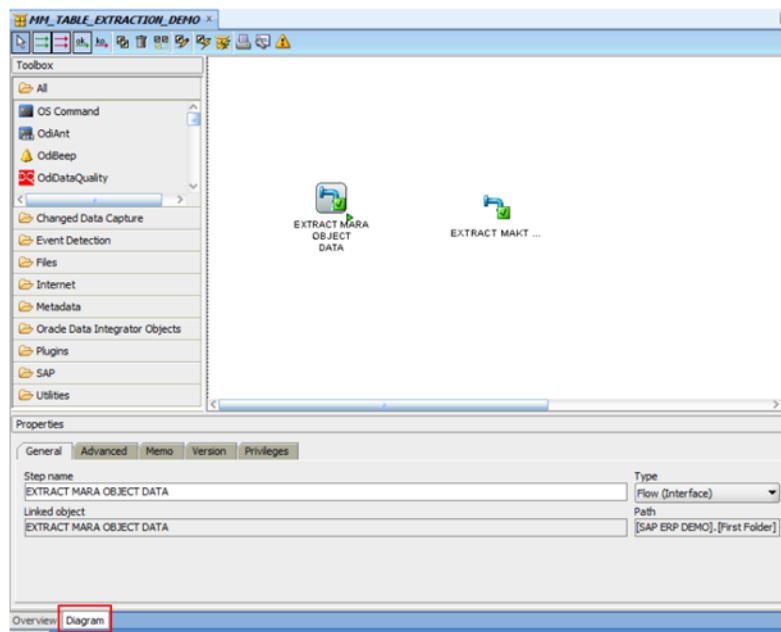 MM_TABLE_EXTRACTION_DEMO
ok
ko
Toolbox
All
OS Command
OdiAnt
OdiBeep
OdiDataQuality
Changed Data Capture
Event Detection
Files
Internet
Metadata
Oracle Data Integrator Objects
Plugins
SAP
Utilities
EXTRACT MARA
OBJECT
DATA
EXTRACT MAKT ...
Properties
General Advanced Memo Version Privileges
Step name
EXTRACT MARA OBJECT DATA
Type
Flow (Interface)
Linked object
EXTRACT MARA OBJECT DATA
Path
[SAP ERP DEMO].[First Folder]
Overview Diagram